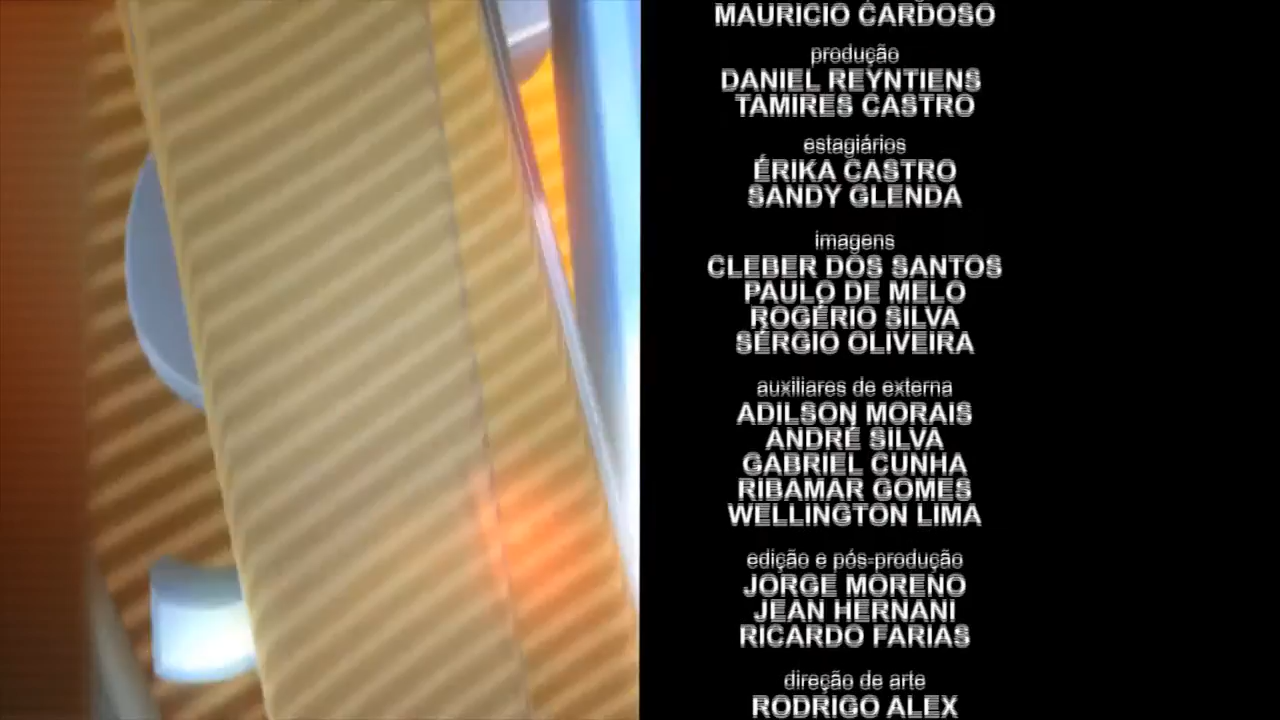 MAURICIO CARDOSO
produção
DANIEL REYNTIENS
TAMIRES CASTRO
estagiários
ÉRIKA CASTRO
SANDY GLENDA
imagens
CLEBER DOS SANTOS
PAULO DE MELO
ROGÉRIO SILVA
SÉRGIO OLIVEIRA
auxiliares de externa
ADILSON MORAIS
ANDRÉ SILVA
GABRIEL CUNHA
RIBAMAR GOMES
WELLINGTON LIMA
edição e pós-produção
JORGE MORENO
JEAN HERNANI
RICARDO FARIAS
direção de arte
RODRIGO ALEX